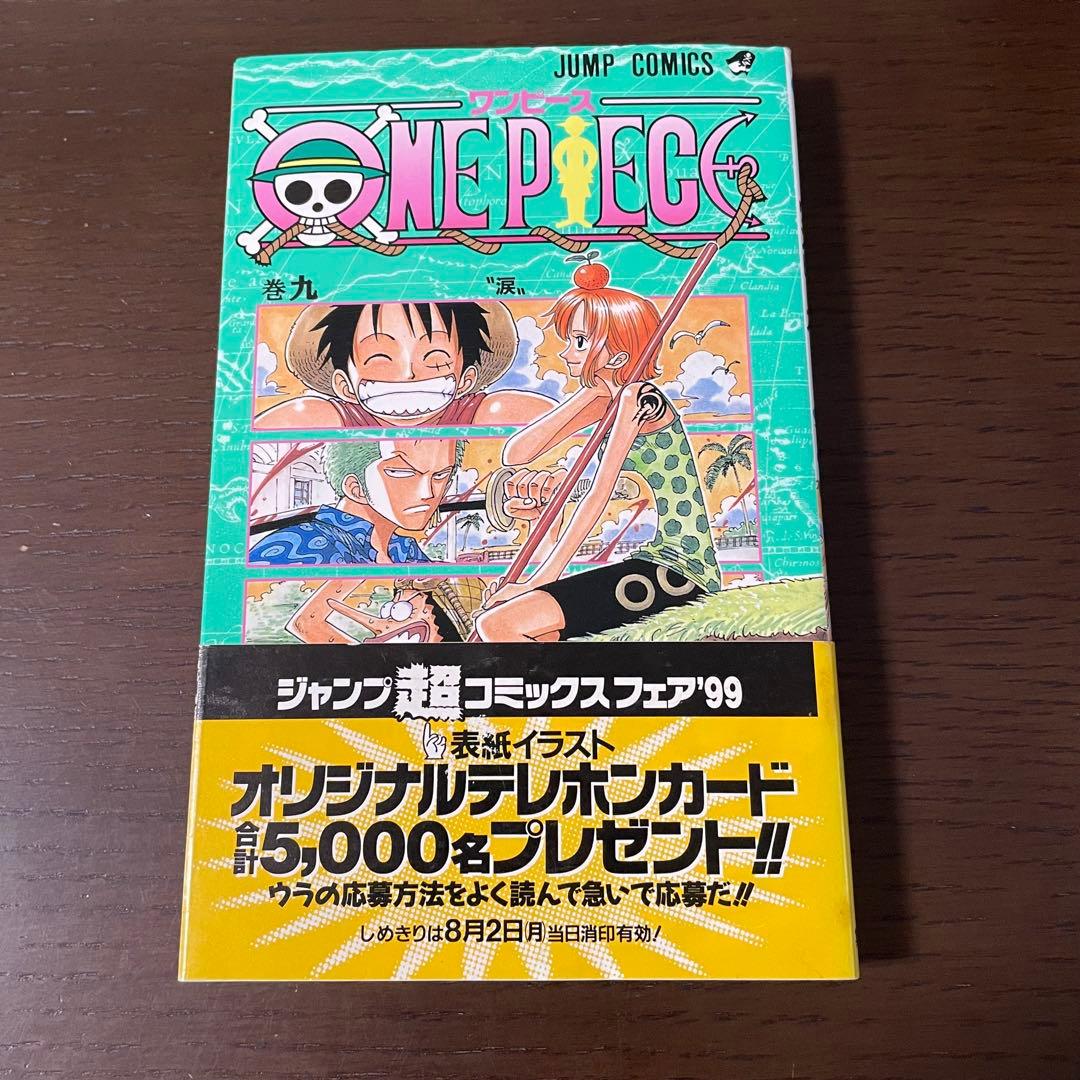 JUMP COMICS
ワンピース
ONE PIECE
巻九
〝涙〟
ジャンプ超コミックスフェア'99
表紙イラスト
オリジナルテレホンカード
合計5,000名プレゼント!!
ウラの応募方法をよく読んで急いで応募だ!!
しめきりは8月2日(月)当日消印有効!